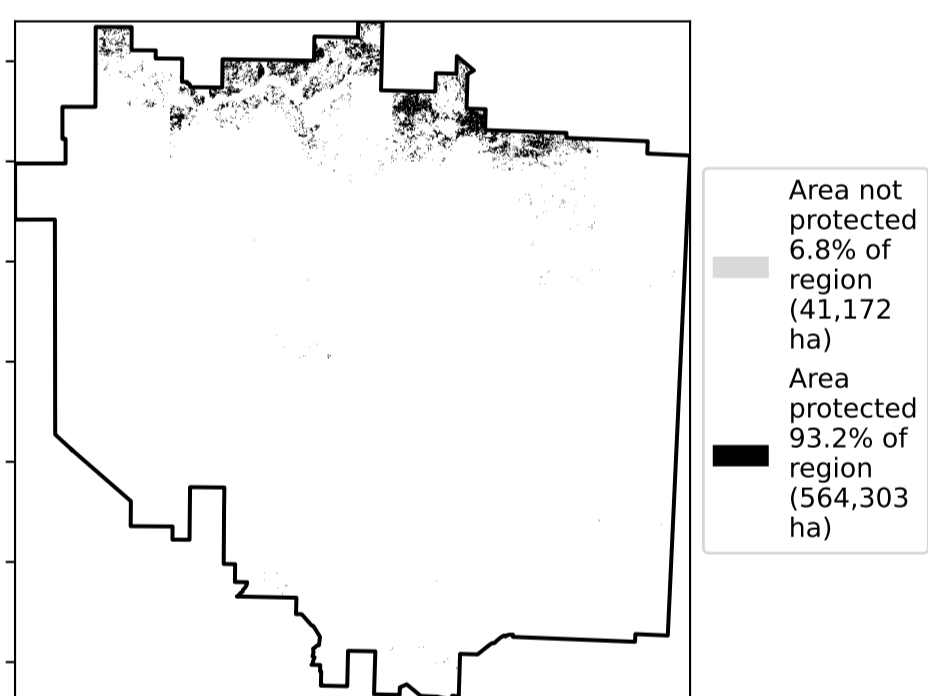 Area not
protected
6.8% of
region
(41,172
ha)
Area
protected
93.2% of
region
(564,303
ha)